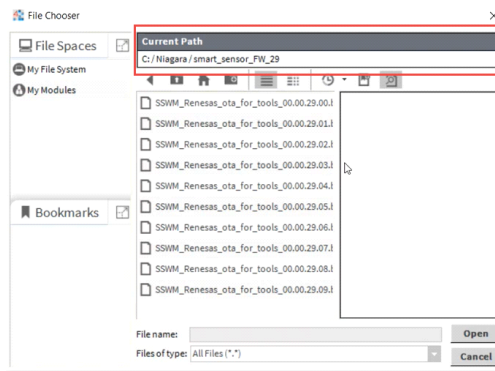 File Chooser
File Spaces
My File System
My Modules
Bookmarks
Current Path
C:/Niagara/smart_sensor_FW_29
SSWM_Renesas_ota_for_tools_00.00.29.00.b
SSWM_Renesas_ota_for_tools_00.00.29.01.b
SSWM_Renesas_ota_for_tools_00.00.29.02.b
SSWM_Renesas_ota_for_tools_00.00.29.03.b
SSWM_Renesas_ota_for_tools_00.00.29.04.b
SSWM_Renesas_ota_for_tools_00.00.29.05.b
SSWM_Renesas_ota_for_tools_00.00.29.06.b
SSWM_Renesas_ota_for_tools_00.00.29.07.b
SSWM_Renesas_ota_for_tools_00.00.29.08.b
SSWM_Renesas_ota_for_tools_00.00.29.09.b
File name:
Open
Files of type: All Files (*.*)
Cancel